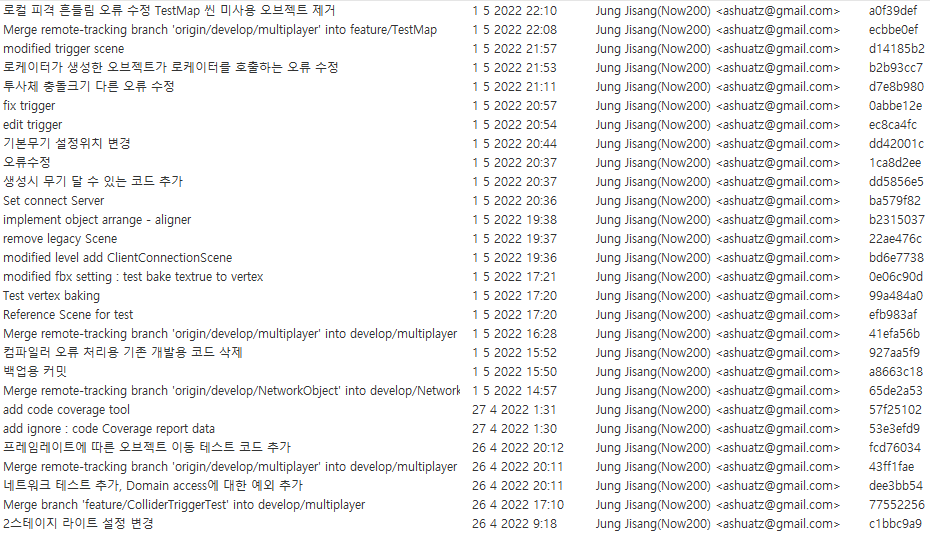 로컬 피격 흔들림 오류 수정 TestMap 씬 미사용 오브젝트 제거 1 5 2022 22:10 Jung Jisang(Now200) <ashuatz@gmail.com> a0f39def
Merge remote-tracking branch 'origin/develop/multiplayer' into feature/TestMap 1 5 2022 22:08 Jung Jisang(Now200) <ashuatz@gmail.com> ecbbe0ef
modified trigger scene 1 5 2022 21:57 Jung Jisang(Now200) <ashuatz@gmail.com> d14185b2
로케이터가 생성한 오브젝트가 로케이터를 호출하는 오류 수정 1 5 2022 21:53 Jung Jisang(Now200) <ashuatz@gmail.com> b2b93cc7
투사체 충돌크기 다른 오류 수정 1 5 2022 21:11 Jung Jisang(Now200) <ashuatz@gmail.com> d7e8b980
fix trigger 1 5 2022 20:57 Jung Jisang(Now200) <ashuatz@gmail.com> 0abbe12e
edit trigger 1 5 2022 20:54 Jung Jisang(Now200) <ashuatz@gmail.com> ec8ca4fc
기본무기 설정위치 변경 1 5 2022 20:44 Jung Jisang(Now200) <ashuatz@gmail.com> dd42001c
오류수정 1 5 2022 20:37 Jung Jisang(Now200) <ashuatz@gmail.com> 1ca8d2ee
생성시 무기 달 수 있는 코드 추가 1 5 2022 20:37 Jung Jisang(Now200) <ashuatz@gmail.com> dd5856e5
Set connect Server 1 5 2022 20:36 Jung Jisang(Now200) <ashuatz@gmail.com> ba579f82
implement object arrange - aligner 1 5 2022 19:38 Jung Jisang(Now200) <ashuatz@gmail.com> b2315037
remove legacy Scene 1 5 2022 19:37 Jung Jisang(Now200) <ashuatz@gmail.com> 22ae476c
modified level add ClientConnectionScene 1 5 2022 19:36 Jung Jisang(Now200) <ashuatz@gmail.com> bd6e7738
modified fbx setting : test bake textrue to vertex 1 5 2022 17:21 Jung Jisang(Now200) <ashuatz@gmail.com> 0e06c90d
Test vertex baking 1 5 2022 17:20 Jung Jisang(Now200) <ashuatz@gmail.com> 99a484a0
Reference Scene for test 1 5 2022 17:20 Jung Jisang(Now200) <ashuatz@gmail.com> efb983af
Merge remote-tracking branch 'origin/develop/multiplayer' into develop/multiplayer 1 5 2022 16:28 Jung Jisang(Now200) <ashuatz@gmail.com> 41efa56b
컴파일러 오류 처리용 기존 개발용 코드 삭제 1 5 2022 15:52 Jung Jisang(Now200) <ashuatz@gmail.com> 927aa5f9
백업용 커밋 1 5 2022 15:50 Jung Jisang(Now200) <ashuatz@gmail.com> a8663c18
Merge remote-tracking branch 'origin/develop/NetworkObject' into develop/Network 1 5 2022 14:57 Jung Jisang(Now200) <ashuatz@gmail.com> 65de2a53
add code coverage tool 27 4 2022 1:31 Jung Jisang(Now200) <ashuatz@gmail.com> 57f25102
add ignore : code Coverage report data 27 4 2022 1:30 Jung Jisang(Now200) <ashuatz@gmail.com> 53e3efd9
프레임레이트에 따른 오브젝트 이동 테스트 코드 추가 26 4 2022 20:12 Jung Jisang(Now200) <ashuatz@gmail.com> fcd76034
Merge remote-tracking branch 'origin/develop/multiplayer' into develop/multiplayer 26 4 2022 20:11 Jung Jisang(Now200) <ashuatz@gmail.com> 43ff1fae
네트워크 테스트 추가, Domain access에 대한 예외 추가 26 4 2022 20:11 Jung Jisang(Now200) <ashuatz@gmail.com> dee3bb54
Merge branch 'feature/ColliderTriggerTest' into develop/multiplayer 26 4 2022 17:10 Jung Jisang(Now200) <ashuatz@gmail.com> 77552256
2스테이지 라이트 설정 변경 26 4 2022 9:18 Jung Jisang(Now200) <ashuatz@gmail.com> c1bbc9a9